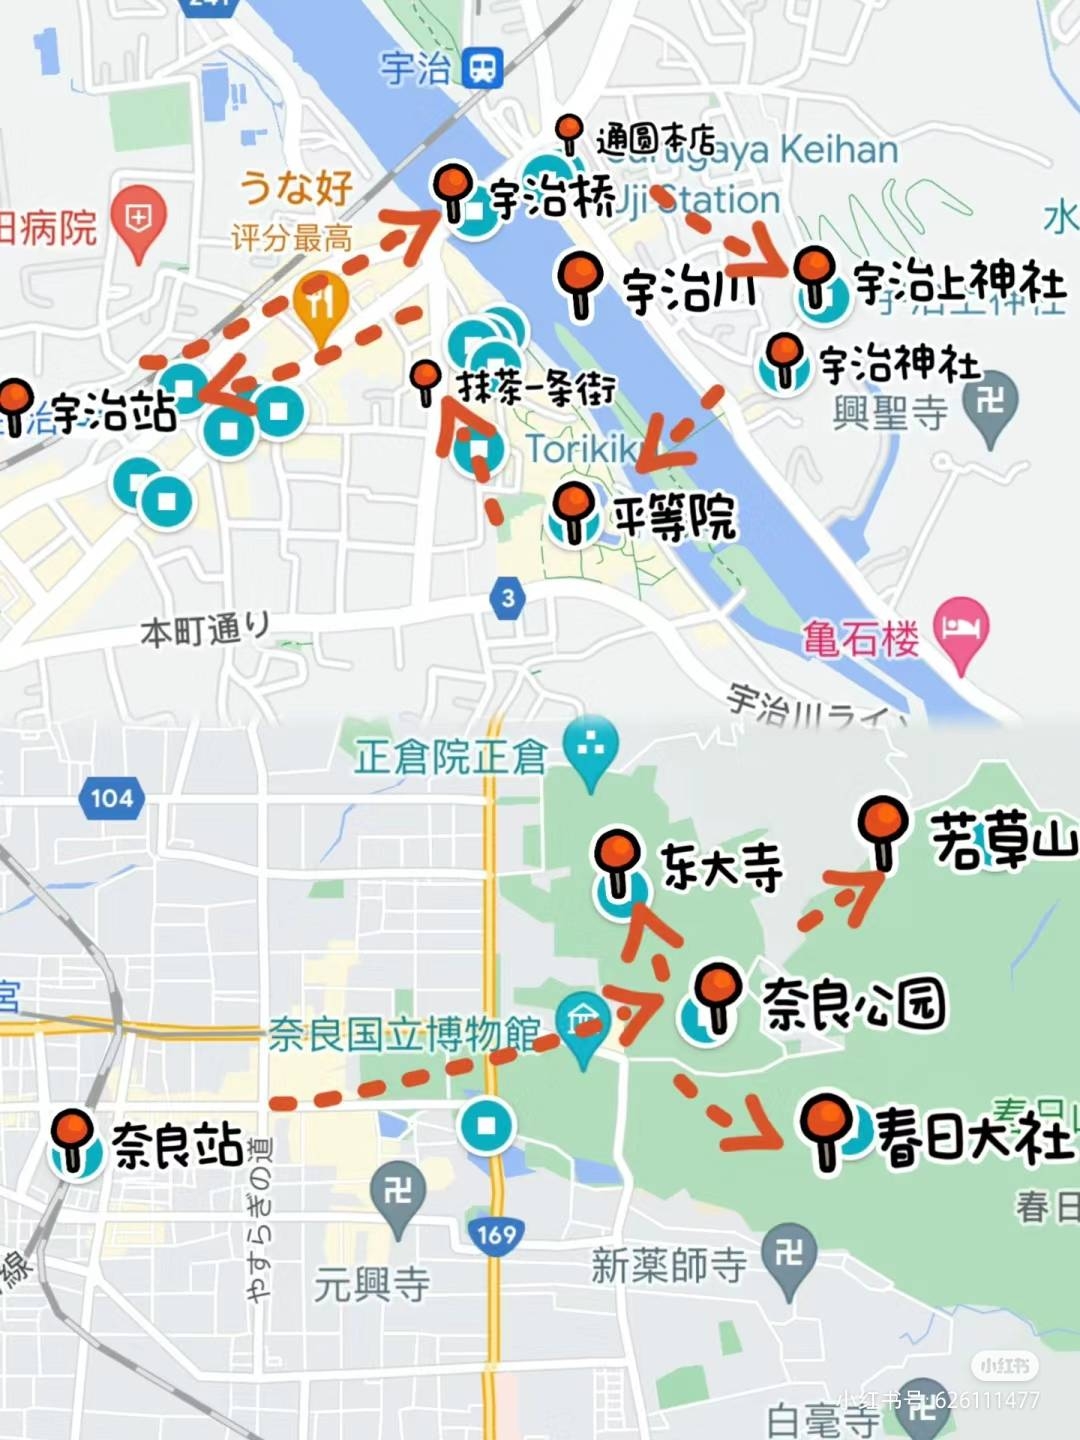 241
宇治
通圆本店
Keihan
うな好
评分最高
宇治桥
Uji Station
田病院
水
宇治上神社
宇治川
宇治神社
抹茶一条街
宇治站
興聖寺
Torikiku
平等院
3
本町通り
亀石楼
宇治川ライン
正倉院正倉
104
若草山
东大寺
宮
奈良公园
奈良国立博物館
奈良站
春日大社
春日
やすらぎの道
169
線
元興寺
新薬師寺
小红书
小红书号:626111477
白毫寺